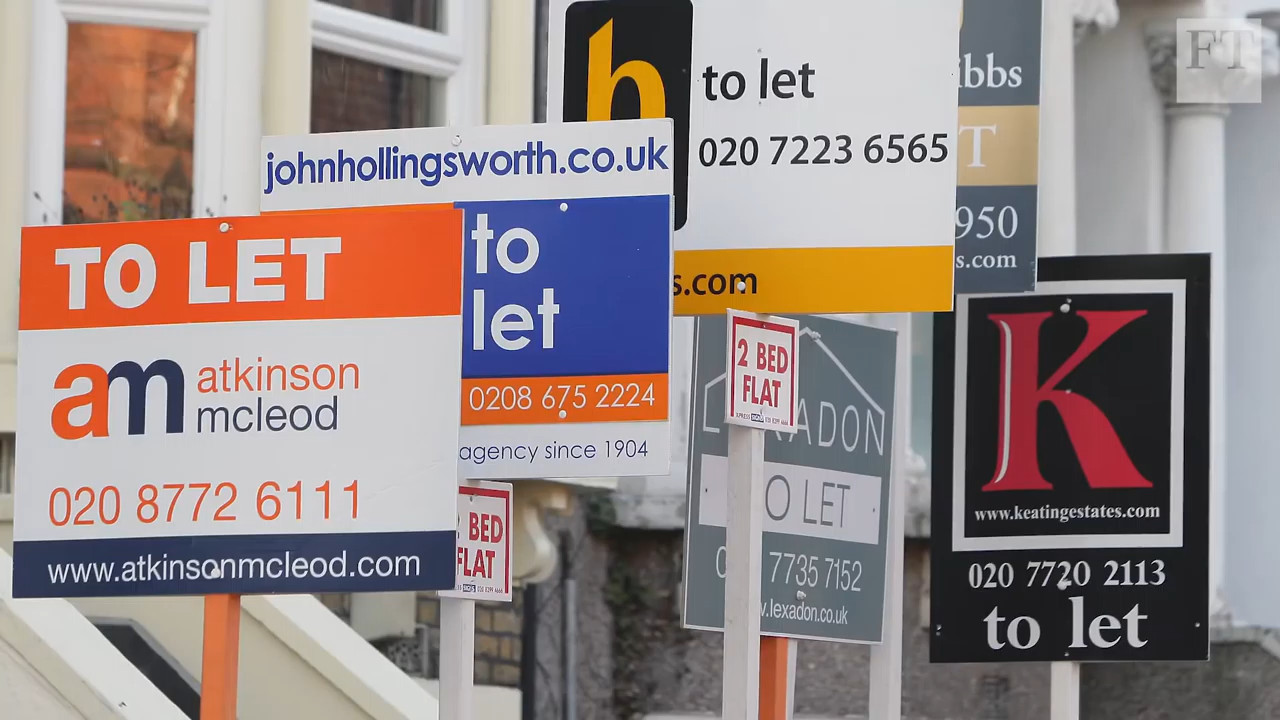 TO LET
am atkinson
mcleod
020 8772 6111
www.atkinsonmcleod.com
johnhollingsworth.co.uk
to
let
0208 675 2224
agency since 1904
BED
FLAT
b
to let
020 7223 6565
s.com
2 BED
FLAT
LEXADON
TO LET
7735 7152
.lexadon.co.uk
ibbs
T
950
s.com
K
www.keatingestates.com
020 7720 2113
to let
FT